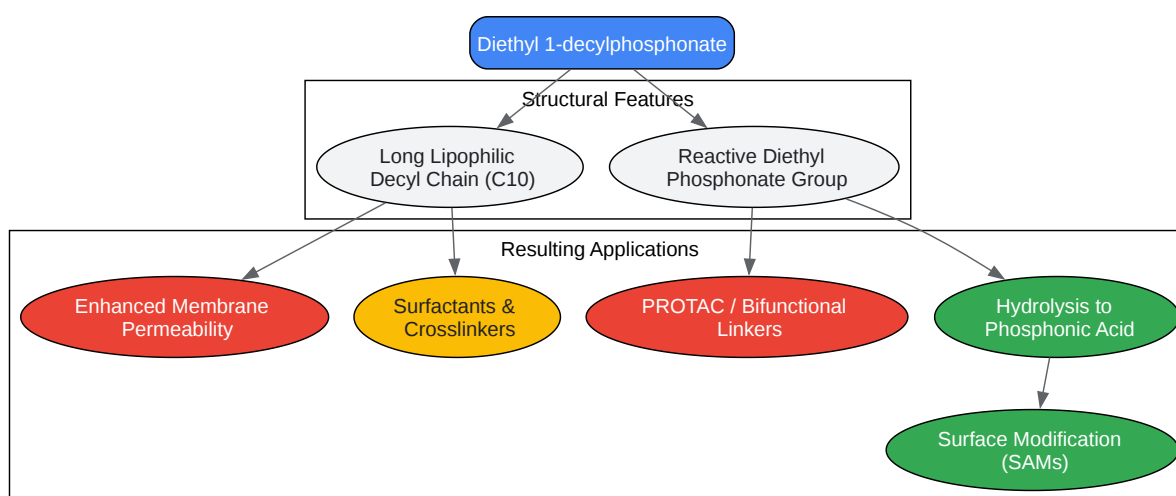 Diethyl 1-decylphosphonate
Structural Features
Long Lipophilic
Decyl Chain (C10)
Reactive Diethyl
Phosphonate Group
Resulting Applications
Enhanced Membrane
Permeability
Surfactants &
Crosslinkers
PROTAC / Bifunctional
Linkers
Hydrolysis to
Phosphonic Acid
Surface Modification
(SAMs)